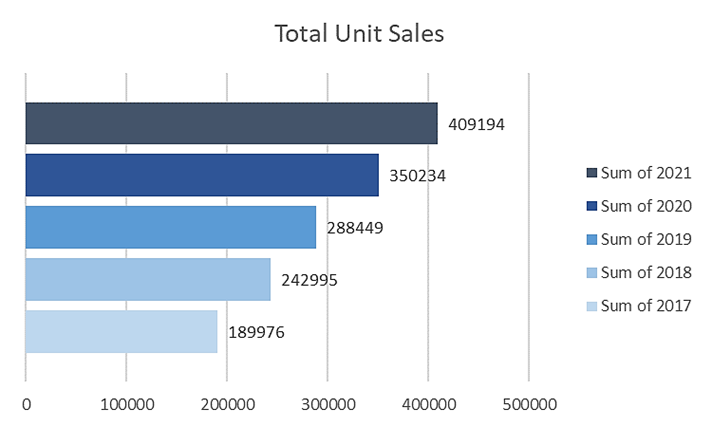 Total Unit Sales
409194
350234
288449
242995
189976
0 100000 200000 300000 400000 500000
Sum of 2021
Sum of 2020
Sum of 2019
Sum of 2018
Sum of 2017